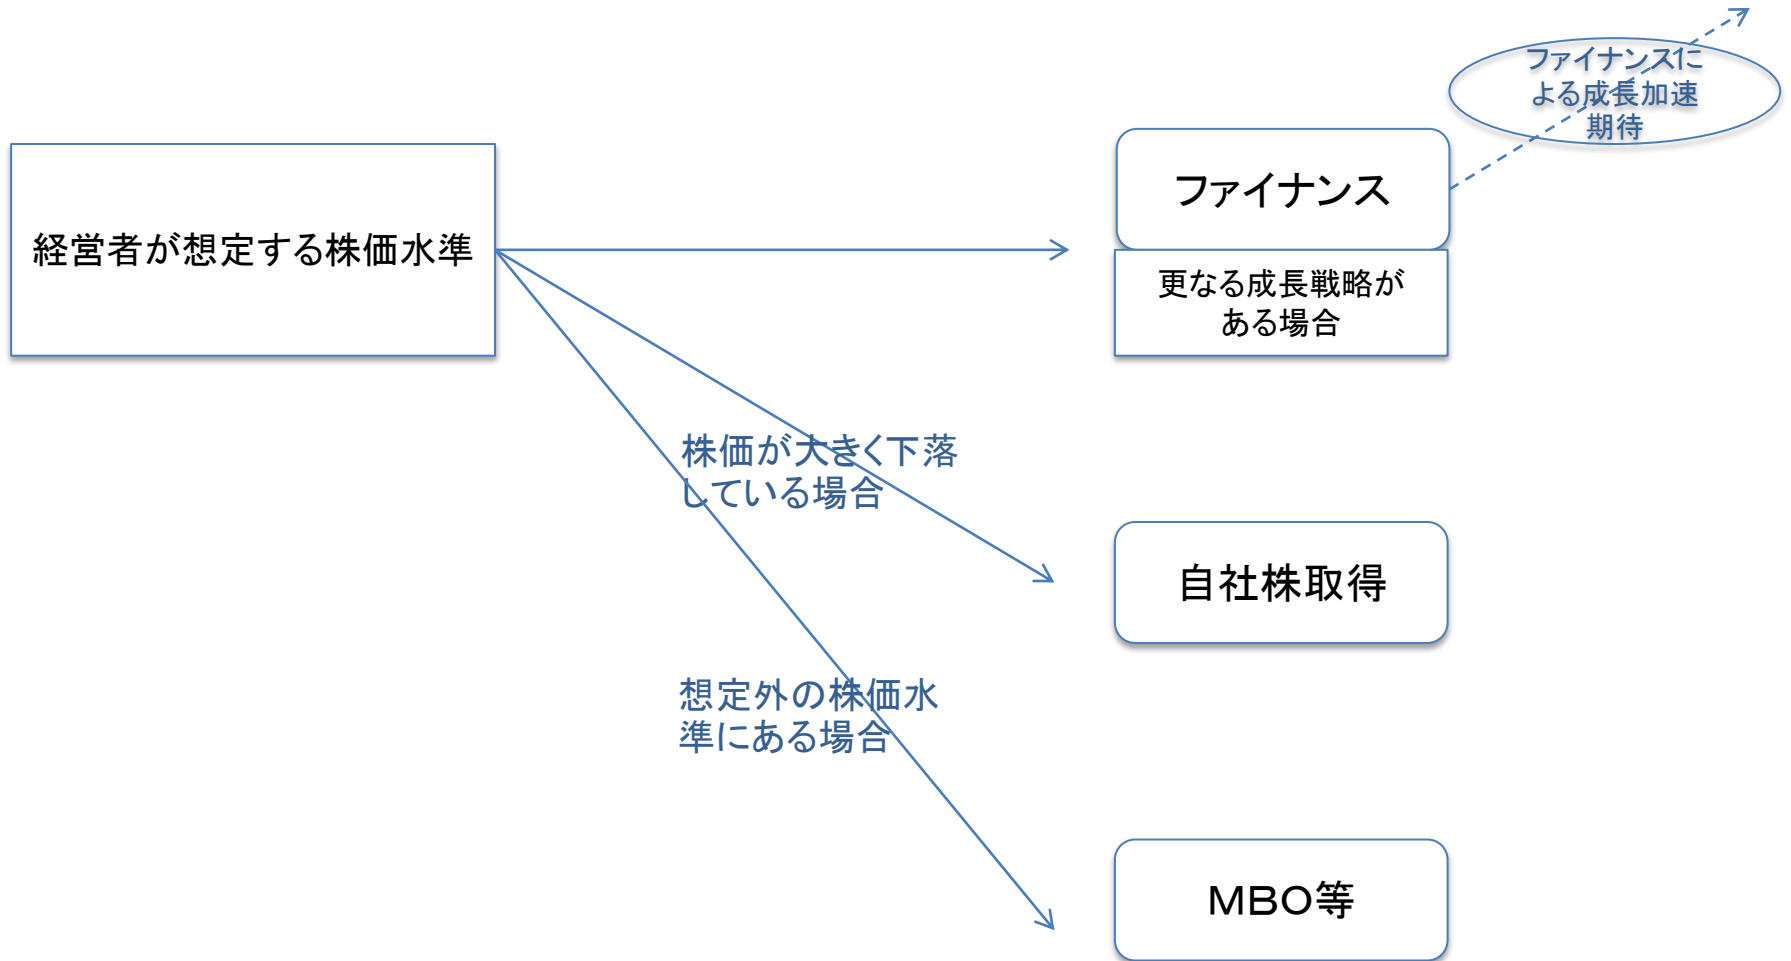 ファイナンスに
よる成長加速
期待
ファイナンス
経営者が想定する株価水準
更なる成長戦略が
ある場合
株価が大きく下落
している場合
自社株取得
想定外の株価水
準にある場合
ＭＢＯ等